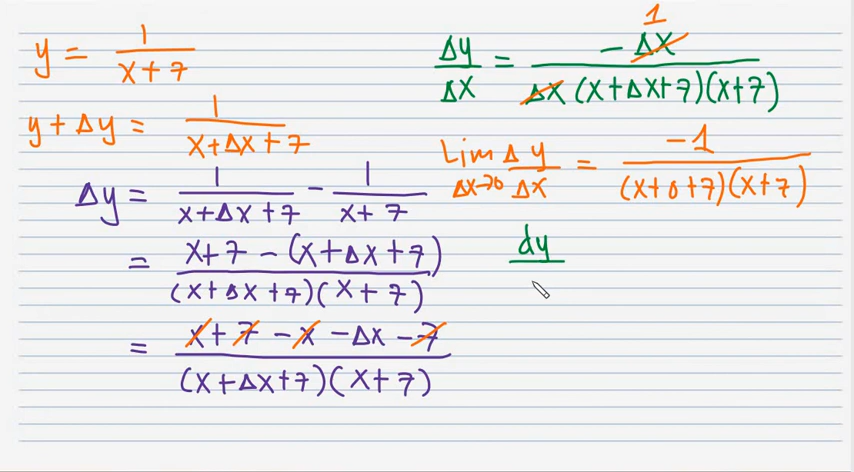 y = 1/(x+7)
y + Δy = 1/(x+Δx+7)
Δy = 1/(x+Δx+7) - 1/(x+7)
= (x+7 - (x+Δx+7))/((x+Δx+7)(x+7))
= (x+7-x-Δx-7)/((x+Δx+7)(x+7))
Δy/Δx = -Δx/(Δx(x+Δx+7)(x+7)) 1
Lim Δx→0 Δy/Δx = -1/((x+0+7)(x+7))
dy